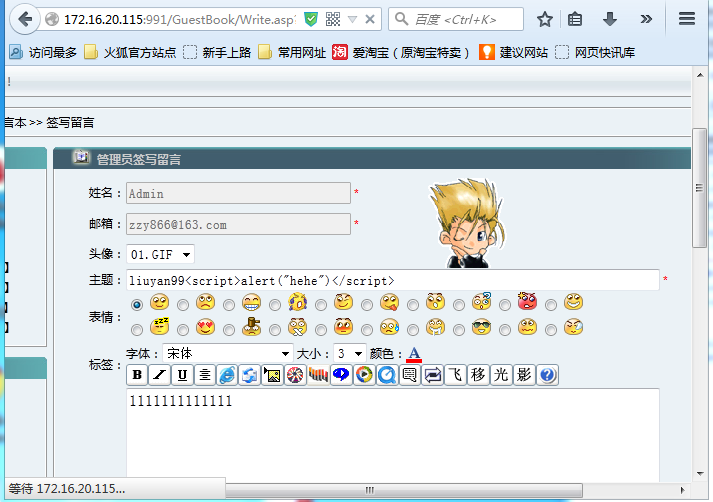 172.16.20.115:991/GuestBook/Write.asp?
百度 <Ctrl+K>
访问最多 火狐官方站点 新手上路 常用网址 淘 爱淘宝（原淘宝特卖） 建议网站 网页快讯库
!
言本 >> 签写留言
管理员签写留言
姓名： Admin *
邮箱： zzy866@163.com *
头像： 01.GIF
主题： liuyan99<script>alert("hehe")</script> *
】
】
】
】
表情：
字体： 宋体 大小： 3 颜色： A
标签：
B I U 飞 移 光 影 ?
1111111111111
等待 172.16.20.115...